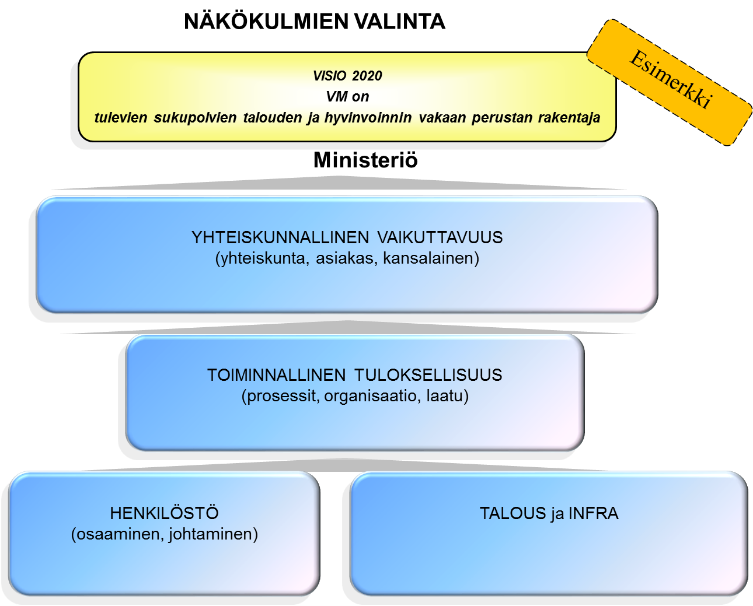 NÄKÖKULMIEN VALINTA
Esimerkki
VISIO 2020
VM on
tulevien sukupolvien talouden ja hyvinvoinnin vakaan perustan rakentaja
Ministeriö
YHTEISKUNNALLINEN VAIKUTTAVUUS
(yhteiskunta, asiakas, kansalainen)
TOIMINNALLINEN TULOKSELLISUUS
(prosessit, organisaatio, laatu)
HENKILÖSTÖ
(osaaminen, johtaminen)
TALOUS ja INFRA